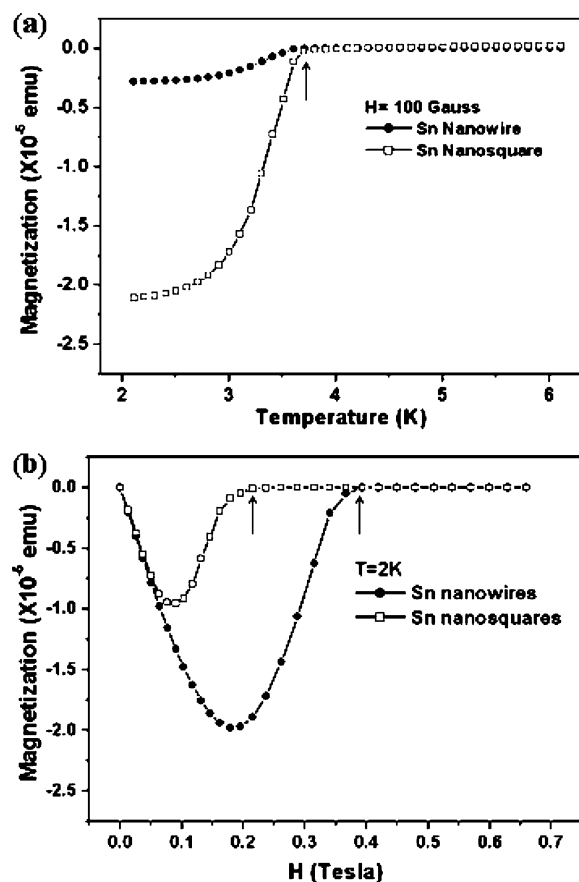 (a)
0.0
-0.5
-1.0
-1.5
-2.0
-2.5
Magnetization (X10⁻⁵ emu)
H= 100 Gauss
Sn Nanowire
Sn Nanosquare
2 3 4 5 6
Temperature (K)
(b)
0.0
-0.5
-1.0
-1.5
-2.0
-2.5
Magnetization (X10⁻⁵ emu)
T=2K
Sn nanowires
Sn nanosquares
0.0 0.1 0.2 0.3 0.4 0.5 0.6 0.7
H (Tesla)